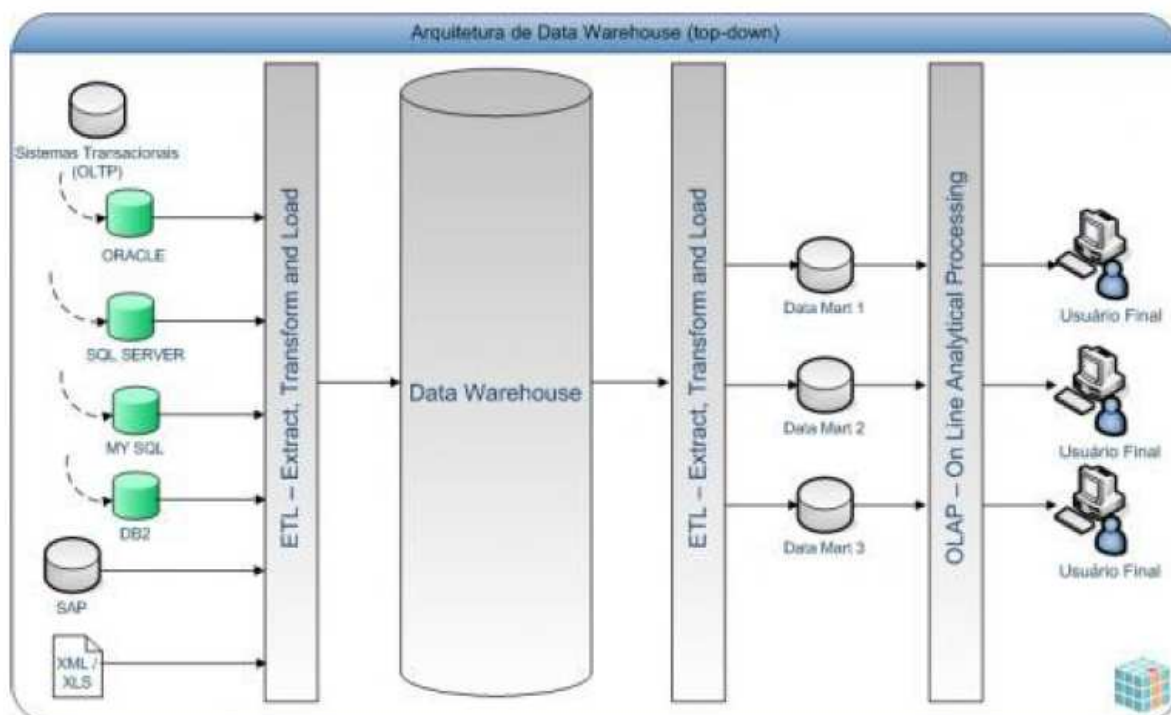 Arquitetura de Data Warehouse (top-down)
Sistemas Transacionais
(OLTP)
ORACLE
SQL SERVER
MY SQL
DB2
SAP
XML /
XLS
ETL – Extract, Transform and Load
Data Warehouse
ETL – Extract, Transform and Load
Data Mart 1
Data Mart 2
Data Mart 3
OLAP – On Line Analytical Processing
Usuário Final
Usuário Final
Usuário Final